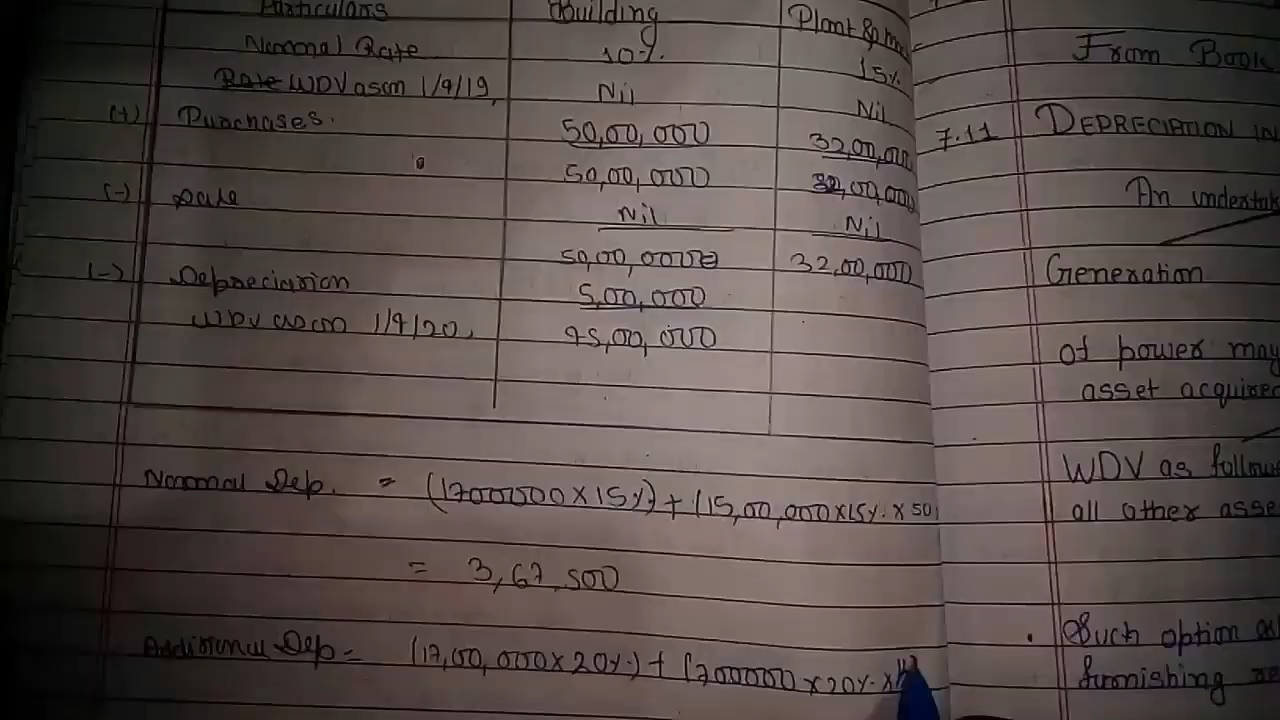 Particulars Building Plant & M
Normal Rate 10%. 15%
WDV as on 1/4/19, Nil Nil
(+) Purchases. 50,00,000 32,00,000
50,00,000 32,00,000
(-) Sale Nil Nil
50,00,000 32,00,000
(-) Depreciation 5,00,000
WDV as on 1/4/20, 45,00,000
Normal Dep. = (1700000 X 15%) + (15,00,000 X 15%. X 50
= 3,67,500
Additional Dep = (17,00,000 X 20%.) + (700000 X 20%. X
From Book
7.11 DEPRECIATION IN
An undertak
Generation
of power may
asset acquired
WDV as follow
all other asse
Such option
furnishing re